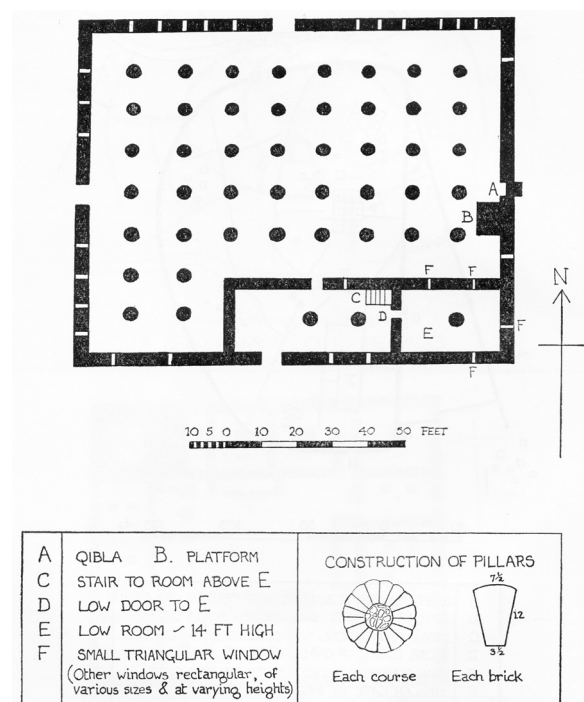 A
B
F F
C
D
E
F
F
N
10 5 0 10 20 30 40 50 FEET
A QIBLA B. PLATFORM
C STAIR TO ROOM ABOVE E
D LOW DOOR TO E
E LOW ROOM ~ 14 FT HIGH
F SMALL TRIANGULAR WINDOW
(Other windows rectangular, of
various sizes & at varying heights)
CONSTRUCTION OF PILLARS
7½
12
3½
Each course Each brick